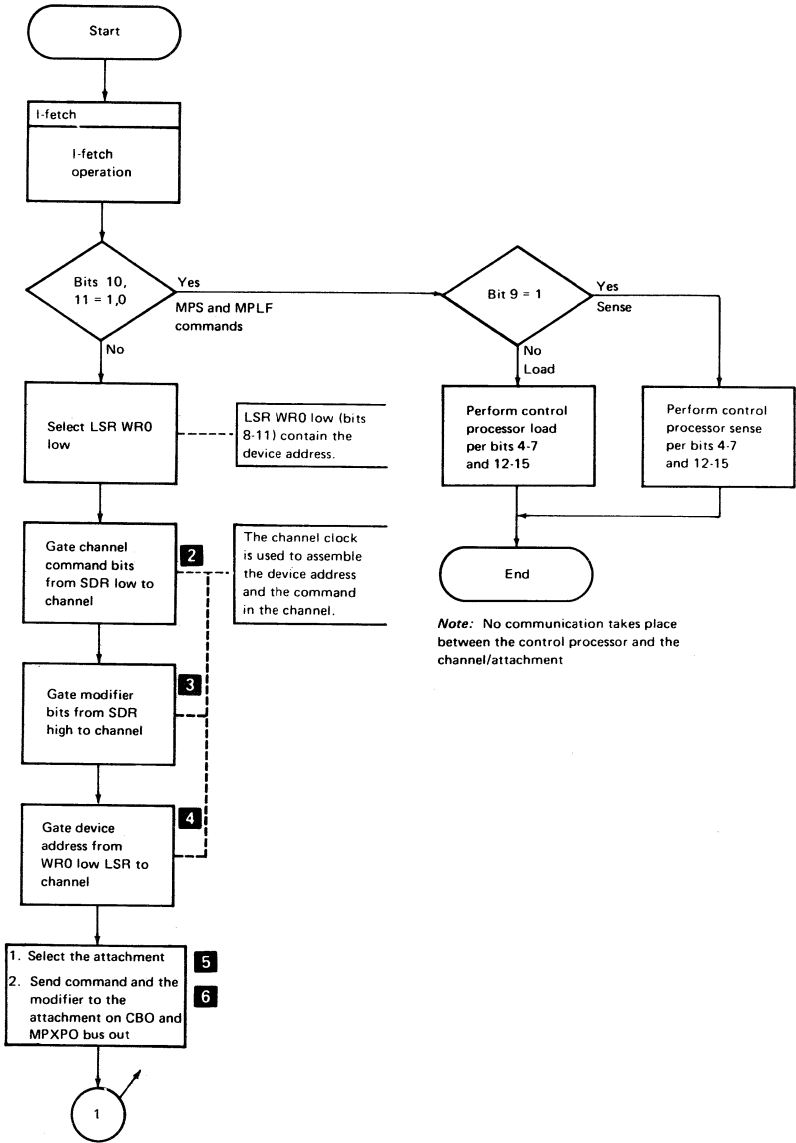 Start
I-fetch
I-fetch
operation
Bits 10,
11 = 1,0
Yes
MPS and MPLF
commands
No
Bit 9 = 1
Yes
Sense
No
Load
Select LSR WR0
low
LSR WR0 low (bits
8-11) contain the
device address.
Perform control
processor load
per bits 4-7
and 12-15
Perform control
processor sense
per bits 4-7
and 12-15
Gate channel
command bits
from SDR low to
channel
2
The channel clock
is used to assemble
the device address
and the command
in the channel.
End
Note: No communication takes place
between the control processor and the
channel/attachment
Gate modifier
bits from SDR
high to channel
3
Gate device
address from
WR0 low LSR to
channel
4
1. Select the attachment
5
2. Send command and the
modifier to the
attachment on CBO and
MPXPO bus out
6
1